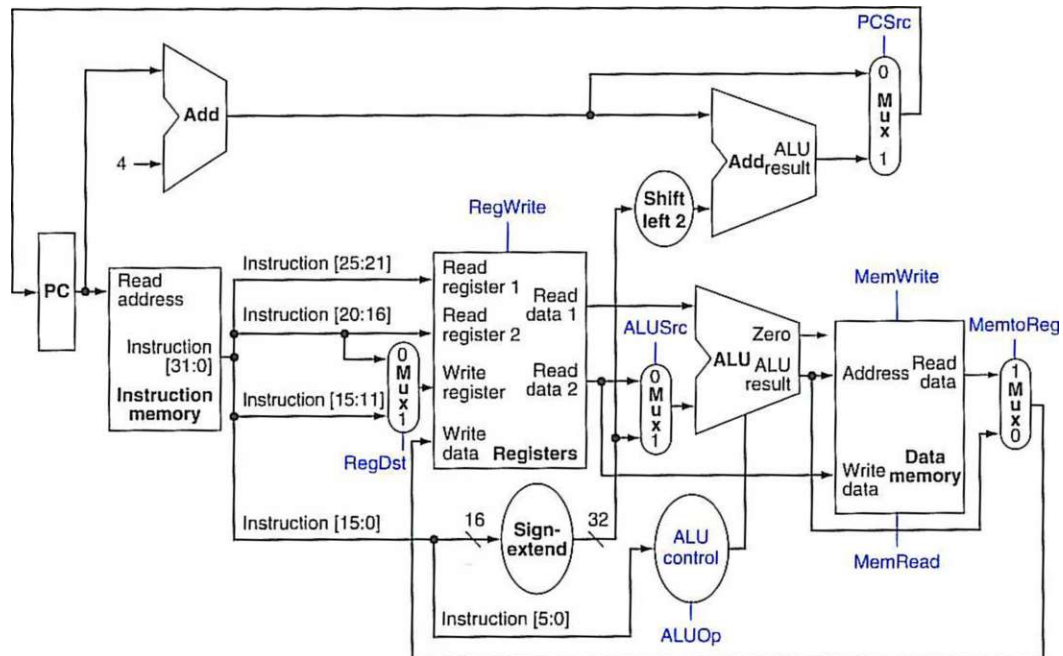 PCSrc
0
M
u
x
1
Add
ALU
Add result
4
Shift
left 2
RegWrite
PC
Read
address
Instruction
[31:0]
Instruction
memory
Instruction [25:21]
Instruction [20:16]
Instruction [15:11]
0
M
u
x
1
RegDst
Read
register 1
Read
register 2
Write
register
Write
data
Read
data 1
Read
data 2
Registers
ALUSrc
0
M
u
x
1
Zero
ALU ALU
result
MemWrite
Address
Read
data
Write
data
Data
memory
MemRead
MemtoReg
1
M
u
x
0
Instruction [15:0]
16
Sign-
extend
32
ALU
control
Instruction [5:0]
ALUOp